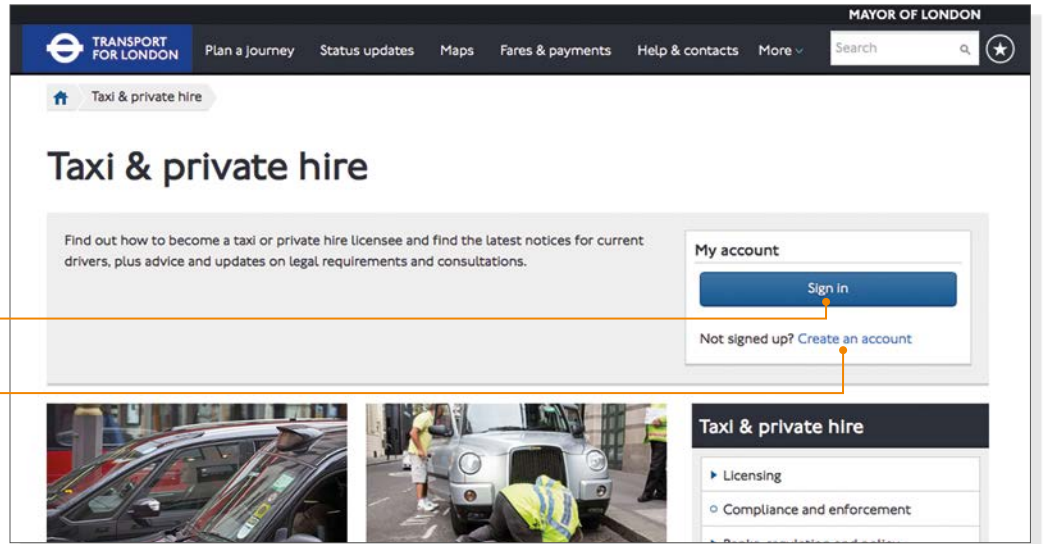 MAYOR OF LONDON
TRANSPORT
FOR LONDON
Plan a journey Status updates Maps Fares & payments Help & contacts More Search
Taxi & private hire
Taxi & private hire
Find out how to become a taxi or private hire licensee and find the latest notices for current
drivers, plus advice and updates on legal requirements and consultations.
My account
Sign in
Not signed up? Create an account
Taxi & private hire
Licensing
Compliance and enforcement